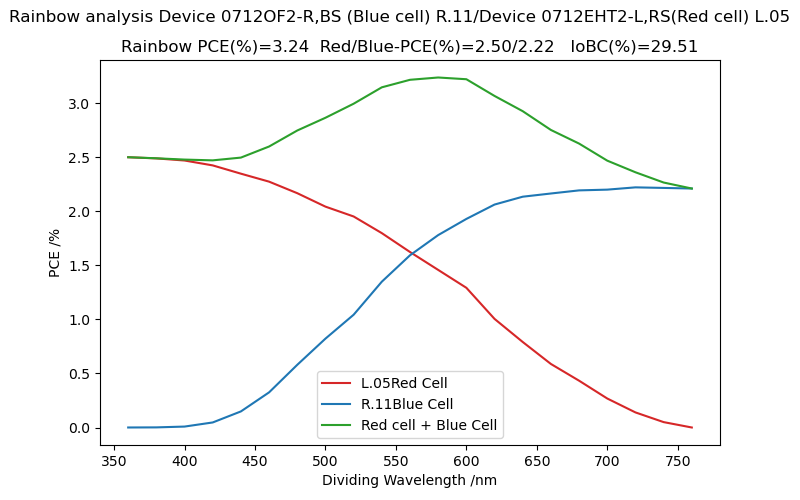 Rainbow analysis Device 0712OF2-R,BS (Blue cell) R.11/Device 0712EHT2-L,RS(Red cell) L.05
Rainbow PCE(%)=3.24 Red/Blue-PCE(%)=2.50/2.22 IoBC(%)=29.51
3.0
2.5
2.0
1.5
1.0
0.5
0.0
PCE /%
L.05Red Cell
R.11Blue Cell
Red cell + Blue Cell
350 400 450 500 550 600 650 700 750
Dividing Wavelength /nm